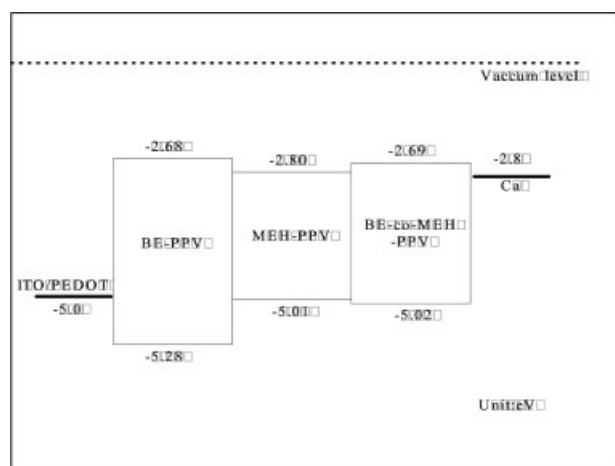 Vaccum level
-2.68
-2.80
-2.69
-2.8
Ca
BE-PPV
MEH-PPV
BE-co-MEH
-PPV
ITO/PEDOT
-5.0
-5.28
-5.01
-5.02
Unit:eV